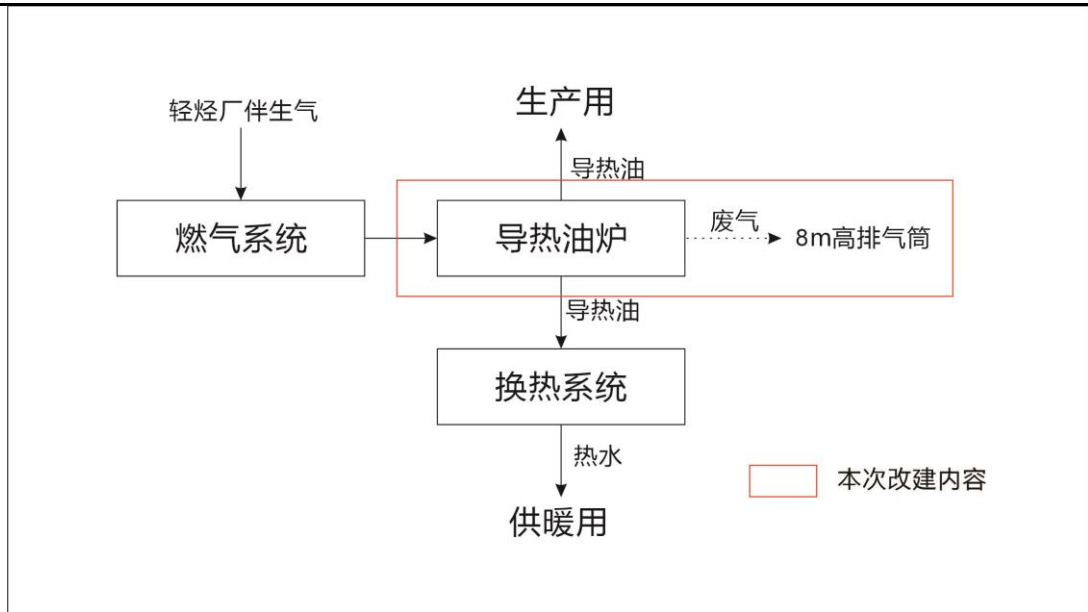 轻烃厂伴生气
生产用
导热油
燃气系统
导热油炉
废气
8m高排气筒
导热油
换热系统
热水
本次改建内容
供暖用